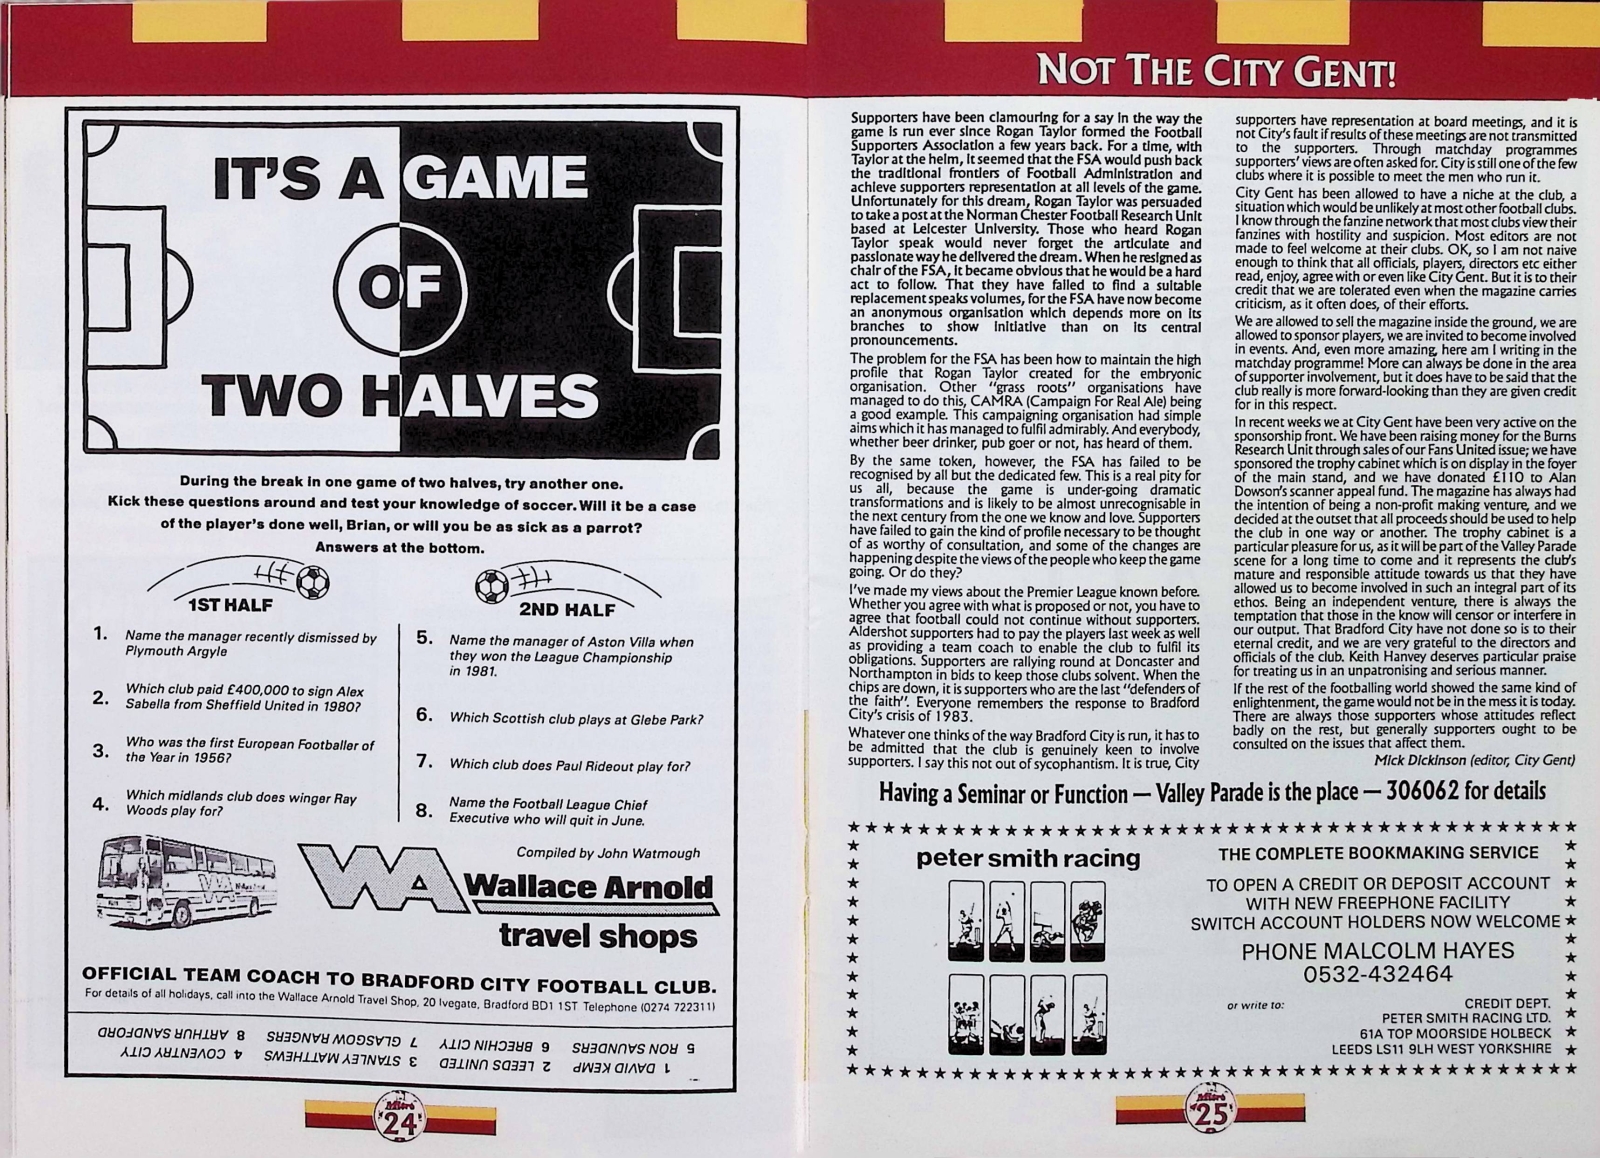 IT'S A GAME
OF
TWO HALVES
During the break in one game of two halves, try another one.
Kick these questions around and test your knowledge of soccer. Will it be a case
of the player's done well, Brian, or will you be as sick as a parrot?
Answers at the bottom.
1ST HALF
1. Name the manager recently dismissed by
Plymouth Argyle
2. Which club paid £400,000 to sign Alex
Sabella from Sheffield United in 1980?
3. Who was the first European Footballer of
the Year in 1956?
4. Which midlands club does winger Ray
Woods play for?
2ND HALF
5. Name the manager of Aston Villa when
they won the League Championship
in 1981.
6. Which Scottish club plays at Glebe Park?
7. Which club does Paul Rideout play for?
8. Name the Football League Chief
Executive who will quit in June.
Compiled by John Watmough
WA
Wallace Arnold
travel shops
OFFICIAL TEAM COACH TO BRADFORD CITY FOOTBALL CLUB.
For details of all holidays, call into the Wallace Arnold Travel Shop, 20 Ivegate, Bradford BD1 1ST Telephone (0274 722311)
1 DAVID KEMP 2 LEEDS UNITED 3 STANLEY MATTHEWS 4 COVENTRY CITY
5 RON SAUNDERS 6 BRECHIN CITY 7 GLASGOW RANGERS 8 ARTHUR SANDFORD
Mitre
24
NOT THE CITY GENT!
Supporters have been clamouring for a say in the way the
game is run ever since Rogan Taylor formed the Football
Supporters Association a few years back. For a time, with
Taylor at the helm, it seemed that the FSA would push back
the traditional frontiers of Football Administration and
achieve supporters representation at all levels of the game.
Unfortunately for this dream, Rogan Taylor was persuaded
to take a post at the Norman Chester Football Research Unit
based at Leicester University. Those who heard Rogan
Taylor speak would never forget the articulate and
passionate way he delivered the dream. When he resigned as
chair of the FSA, it became obvious that he would be a hard
act to follow. That they have failed to find a suitable
replacement speaks volumes, for the FSA have now become
an anonymous organisation which depends more on its
branches to show initiative than on its central
pronouncements.
The problem for the FSA has been how to maintain the high
profile that Rogan Taylor created for the embryonic
organisation. Other "grass roots" organisations have
managed to do this, CAMRA (Campaign For Real Ale) being
a good example. This campaigning organisation had simple
aims which it has managed to fulfil admirably. And everybody,
whether beer drinker, pub goer or not, has heard of them.
By the same token, however, the FSA has failed to be
recognised by all but the dedicated few. This is a real pity for
us all, because the game is under-going dramatic
transformations and is likely to be almost unrecognisable in
the next century from the one we know and love. Supporters
have failed to gain the kind of profile necessary to be thought
of as worthy of consultation, and some of the changes are
happening despite the views of the people who keep the game
going. Or do they?
I've made my views about the Premier League known before.
Whether you agree with what is proposed or not, you have to
agree that football could not continue without supporters.
Aldershot supporters had to pay the players last week as well
as providing a team coach to enable the club to fulfil its
obligations. Supporters are rallying round at Doncaster and
Northampton in bids to keep those clubs solvent. When the
chips are down, it is supporters who are the last "defenders of
the faith". Everyone remembers the response to Bradford
City's crisis of 1983.
Whatever one thinks of the way Bradford City is run, it has to
be admitted that the club is genuinely keen to involve
supporters. I say this not out of sycophantism. It is true, City
supporters have representation at board meetings, and it is
not City's fault if results of these meetings are not transmitted
to the supporters. Through matchday programmes
supporters' views are often asked for. City is still one of the few
clubs where it is possible to meet the men who run it.
City Gent has been allowed to have a niche at the club, a
situation which would be unlikely at most other football clubs.
I know through the fanzine network that most clubs view their
fanzines with hostility and suspicion. Most editors are not
made to feel welcome at their clubs. OK, so I am not naive
enough to think that all officials, players, directors etc either
read, enjoy, agree with or even like City Gent. But it is to their
credit that we are tolerated even when the magazine carries
criticism, as it often does, of their efforts.
We are allowed to sell the magazine inside the ground, we are
allowed to sponsor players, we are invited to become involved
in events. And, even more amazing, here am I writing in the
matchday programme! More can always be done in the area
of supporter involvement, but it does have to be said that the
club really is more forward-looking than they are given credit
for in this respect.
In recent weeks we at City Gent have been very active on the
sponsorship front. We have been raising money for the Burns
Research Unit through sales of our Fans United issue; we have
sponsored the trophy cabinet which is on display in the foyer
of the main stand, and we have donated £110 to Alan
Dowson's scanner appeal fund. The magazine has always had
the intention of being a non-profit making venture, and we
decided at the outset that all proceeds should be used to help
the club in one way or another. The trophy cabinet is a
particular pleasure for us, as it will be part of the Valley Parade
scene for a long time to come and it represents the club's
mature and responsible attitude towards us that they have
allowed us to become involved in such an integral part of its
ethos. Being an independent venture, there is always the
temptation that those in the know will censor or interfere in
our output. That Bradford City have not done so is to their
eternal credit, and we are very grateful to the directors and
officials of the club. Keith Hanvey deserves particular praise
for treating us in an unpatronising and serious manner.
If the rest of the footballing world showed the same kind of
enlightenment, the game would not be in the mess it is today.
There are always those supporters whose attitudes reflect
badly on the rest, but generally supporters ought to be
consulted on the issues that affect them.
Mick Dickinson (editor, City Gent)
Having a Seminar or Function — Valley Parade is the place — 306062 for details
peter smith racing
THE COMPLETE BOOKMAKING SERVICE
TO OPEN A CREDIT OR DEPOSIT ACCOUNT
WITH NEW FREEPHONE FACILITY
SWITCH ACCOUNT HOLDERS NOW WELCOME
PHONE MALCOLM HAYES
0532-432464
or write to:
CREDIT DEPT.
PETER SMITH RACING LTD.
61A TOP MOORSIDE HOLBECK
LEEDS LS11 9LH WEST YORKSHIRE
Mitre
25